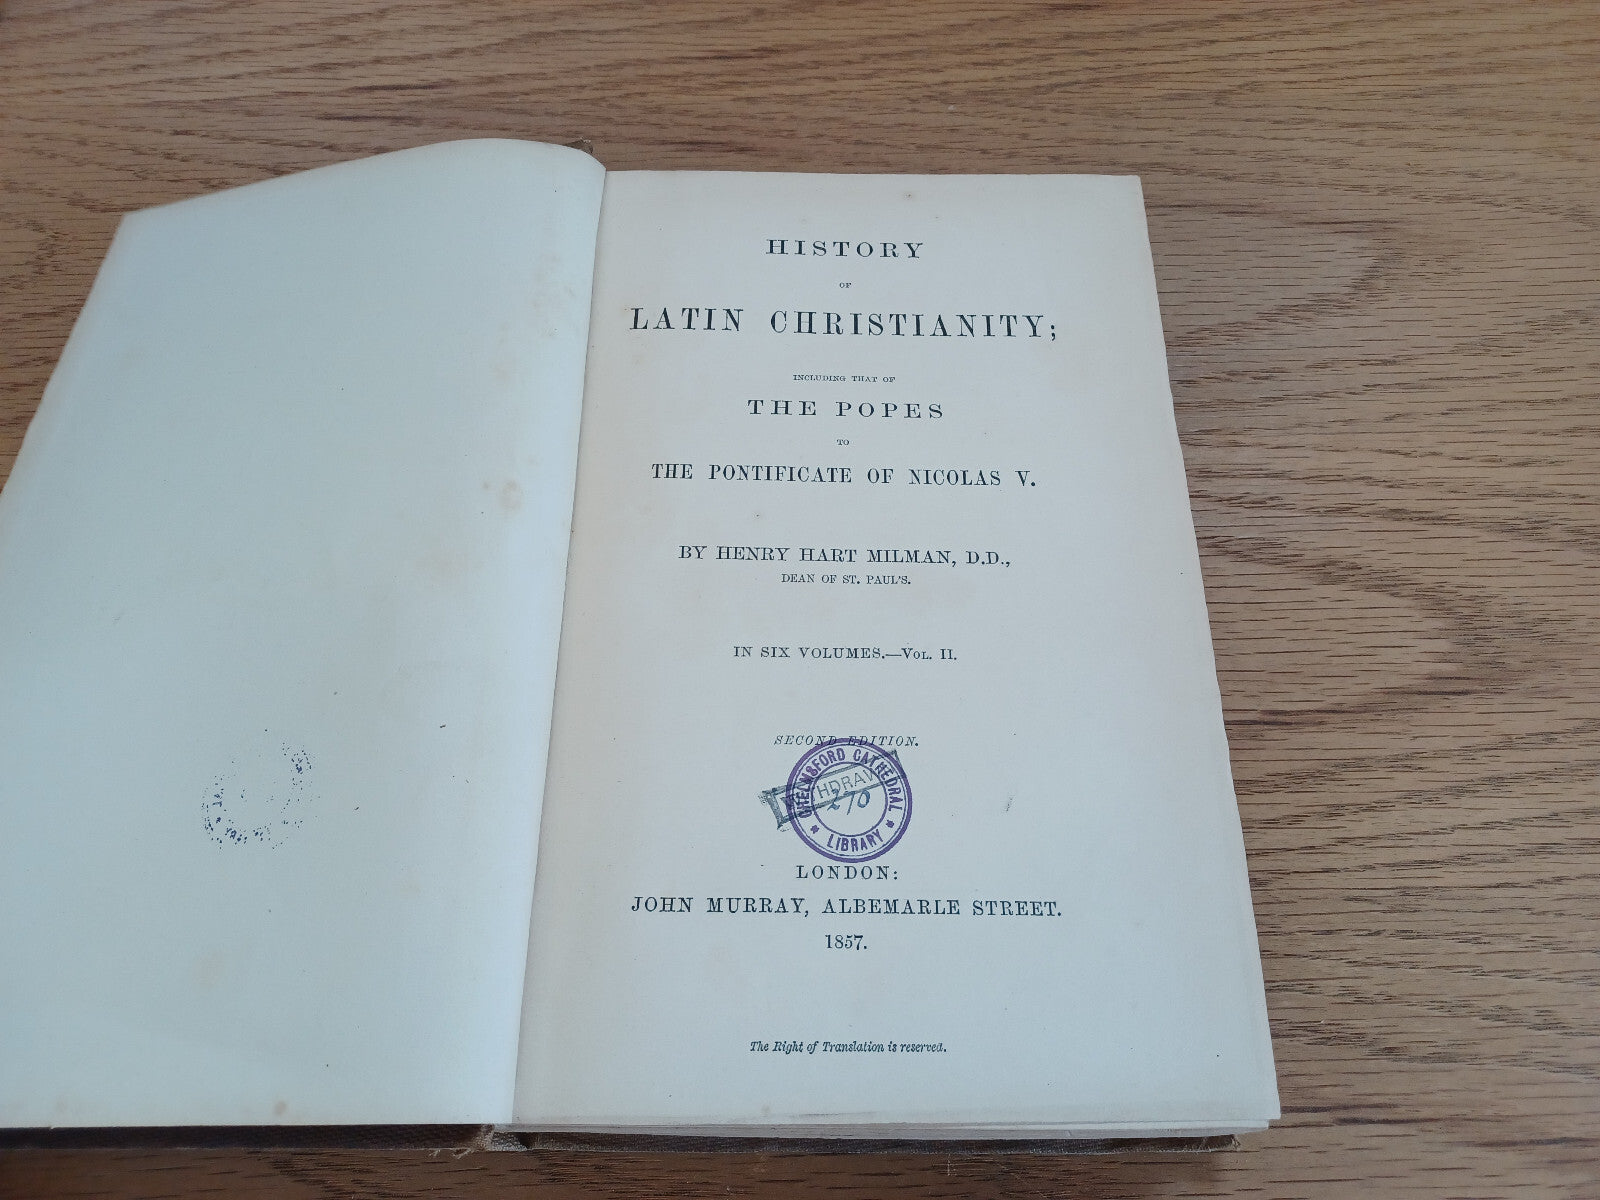 HISTORY
OF
LATIN CHRISTIANITY;
INCLUDING THAT OF
THE POPES
TO
THE PONTIFICATE OF NICOLAS V.
BY HENRY HART MILMAN, D.D.,
DEAN OF ST. PAUL'S.
IN SIX VOLUMES.—VOL. II.
SECOND EDITION.
CHELMSFORD CATHEDRAL
WITHDRAWN
270
* LIBRARY *
LONDON:
JOHN MURRAY, ALBEMARLE STREET.
1857.
The Right of Translation is reserved.